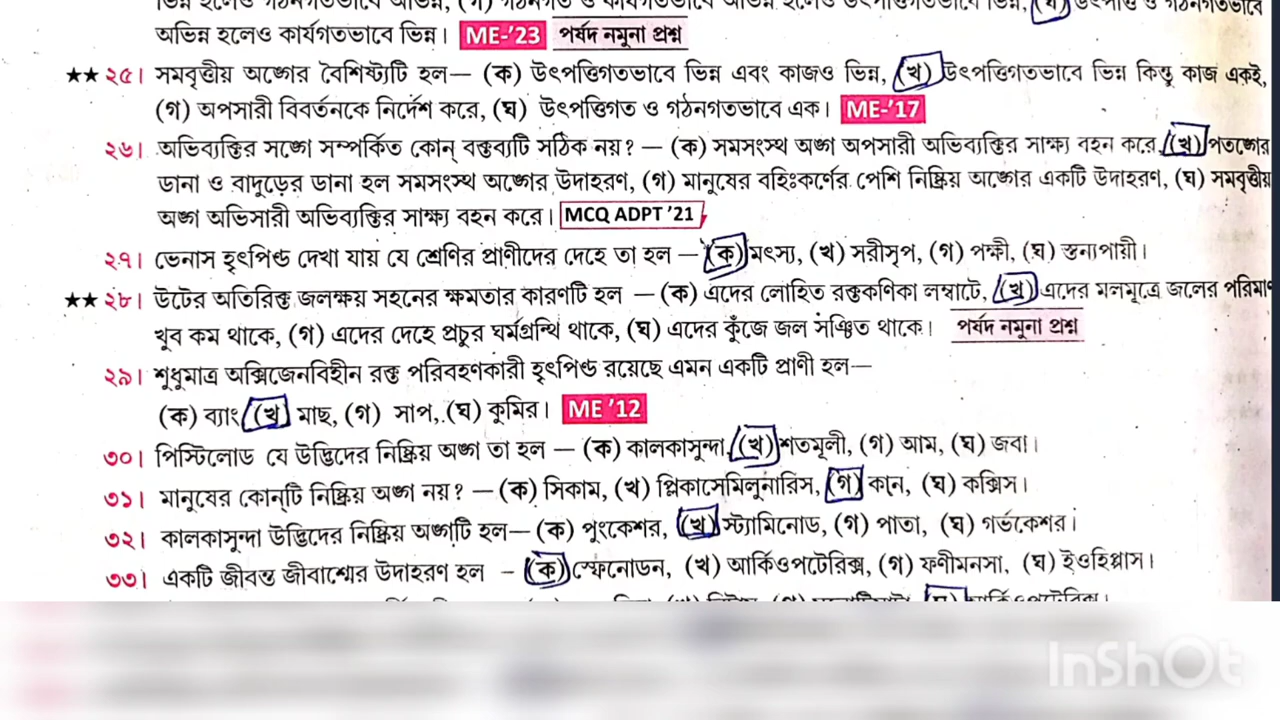 অভিন্ন হলেও কার্যগতভাবে ভিন্ন। ME-'23 পর্ষদ নমুনা প্রশ্ন
★★ ২৫। সমবৃত্তীয় অঙ্গের বৈশিষ্ট্যটি হল— (ক) উৎপত্তিগতভাবে ভিন্ন এবং কাজও ভিন্ন, (খ) উৎপত্তিগতভাবে ভিন্ন কিন্তু কাজ একই,
(গ) অপসারী বিবর্তনকে নির্দেশ করে, (ঘ) উৎপত্তিগত ও গঠনগতভাবে এক। ME-'17
২৬। অভিব্যক্তির সঙ্গে সম্পর্কিত কোন্ বক্তব্যটি সঠিক নয়? — (ক) সমসংস্থ অঙ্গ অপসারী অভিব্যক্তির সাক্ষ্য বহন করে, (খ) পতঙ্গের
ডানা ও বাদুড়ের ডানা হল সমসংস্থ অঙ্গের উদাহরণ, (গ) মানুষের বহিঃকর্ণের পেশি নিষ্ক্রিয় অঙ্গের একটি উদাহরণ, (ঘ) সমবৃত্তীয়
অঙ্গ অভিসারী অভিব্যক্তির সাক্ষ্য বহন করে। MCQ ADPT '21
২৭। ভেনাস হৃৎপিণ্ড দেখা যায় যে শ্রেণির প্রাণীদের দেহে তা হল — (ক) মৎস্য, (খ) সরীসৃপ, (গ) পক্ষী, (ঘ) স্তন্যপায়ী।
★★ ২৮। উটের অতিরিক্ত জলক্ষয় সহনের ক্ষমতার কারণটি হল — (ক) এদের লোহিত রক্তকণিকা লম্বাটে, (খ) এদের মলমূত্রে জলের পরিমাণ
খুব কম থাকে, (গ) এদের দেহে প্রচুর ঘর্মগ্রন্থি থাকে, (ঘ) এদের কুঁজে জল সঞ্চিত থাকে। পর্ষদ নমুনা প্রশ্ন
২৯। শুধুমাত্র অক্সিজেনবিহীন রক্ত পরিবহণকারী হৃৎপিণ্ড রয়েছে এমন একটি প্রাণী হল—
(ক) ব্যাং, (খ) মাছ, (গ) সাপ, (ঘ) কুমির। ME '12
৩০। পিস্টিলোড যে উদ্ভিদের নিষ্ক্রিয় অঙ্গ তা হল — (ক) কালকাসুন্দা, (খ) শতমূলী, (গ) আম, (ঘ) জবা।
৩১। মানুষের কোন্‌টি নিষ্ক্রিয় অঙ্গ নয়? — (ক) সিকাম, (খ) প্লিকাসেমিলুনারিস, (গ) কান, (ঘ) কক্সিস।
৩২। কালকাসুন্দা উদ্ভিদের নিষ্ক্রিয় অঙ্গটি হল— (ক) পুংকেশর, (খ) স্ট্যামিনোড, (গ) পাতা, (ঘ) গর্ভকেশর।
৩৩। একটি জীবন্ত জীবাশ্মের উদাহরণ হল – (ক) স্ফেনোডন, (খ) আর্কিওপটেরিক্স, (গ) ফণীমনসা, (ঘ) ইওহিপ্পাস।
InShOt